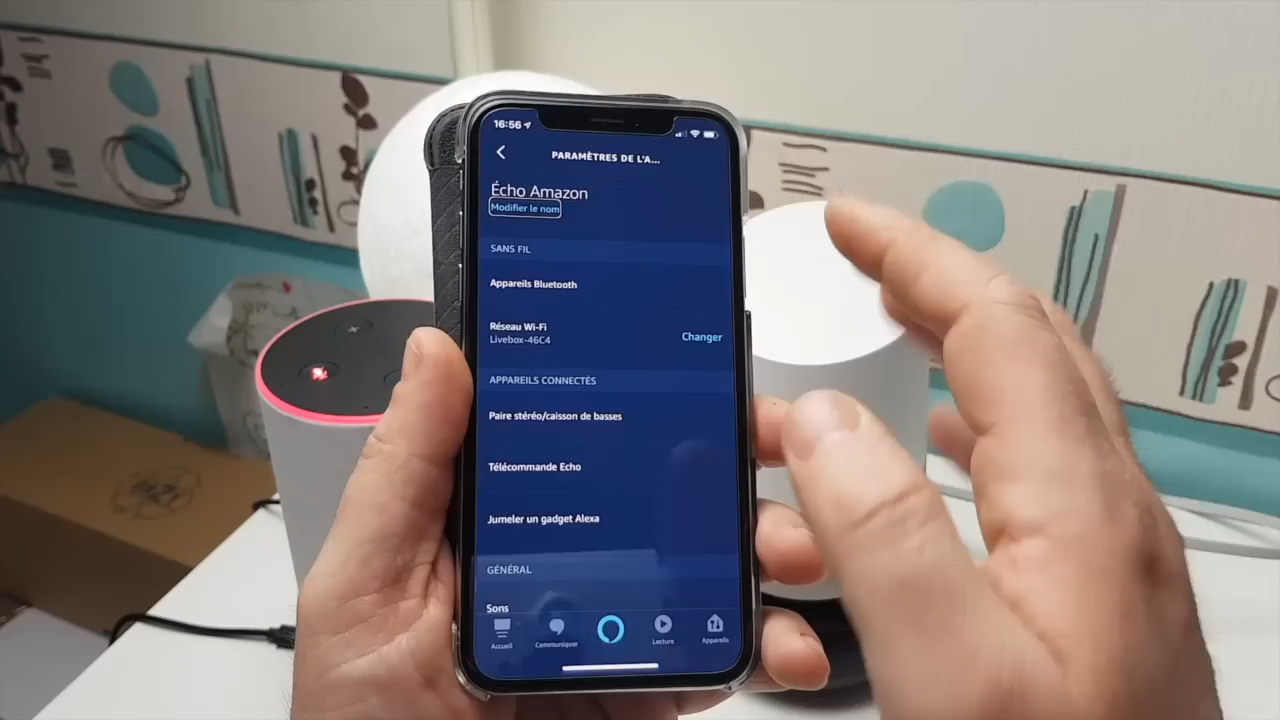 16:56
PARAMÈTRES DE L'A...
Écho Amazon
Modifier le nom
SANS FIL
Appareils Bluetooth
Réseau Wi-Fi
Livebox-46C4
Changer
APPAREILS CONNECTÉS
Paire stéréo/caisson de basses
Télécommande Echo
Jumeler un gadget Alexa
GÉNÉRAL
Sons
Accueil
Communiquer
Lecture
Appareils